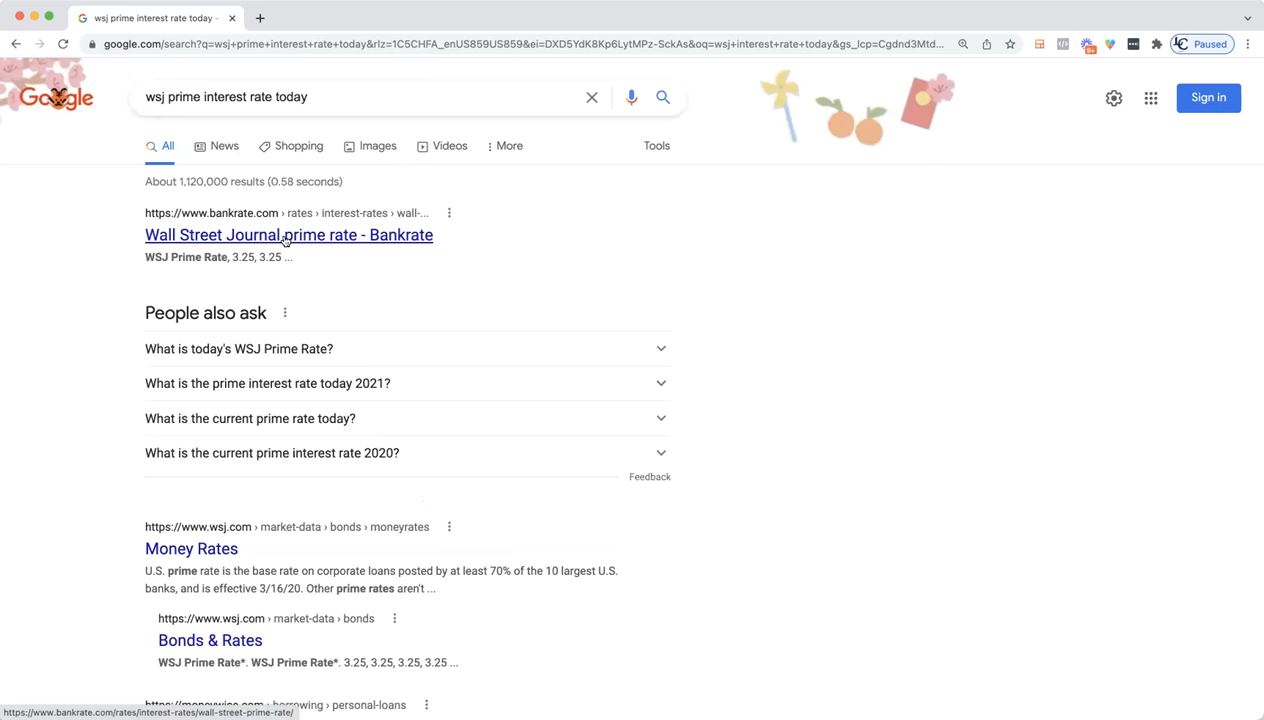 wsj prime interest rate today -
google.com/search?q=wsj+prime+interest+rate+today&rlz=1C5CHFA_enUS859US859&ei=DXD5YdK8Kp6LytMPz-SckAs&oq=wsj+interest+rate+today&gs_lcp=Cgdnd3Mtd...
9+
LC Paused
Google
wsj prime interest rate today
Sign in
All News Shopping Images Videos More Tools
About 1,120,000 results (0.58 seconds)
https://www.bankrate.com › rates › interest-rates › wall-...
Wall Street Journal prime rate - Bankrate
WSJ Prime Rate, 3.25, 3.25 ...
People also ask
What is today's WSJ Prime Rate?
What is the prime interest rate today 2021?
What is the current prime rate today?
What is the current prime interest rate 2020?
Feedback
https://www.wsj.com › market-data › bonds › moneyrates
Money Rates
U.S. prime rate is the base rate on corporate loans posted by at least 70% of the 10 largest U.S.
banks, and is effective 3/16/20. Other prime rates aren't ...
https://www.wsj.com › market-data › bonds
Bonds & Rates
WSJ Prime Rate*. WSJ Prime Rate*. 3.25, 3.25, 3.25, 3.25 ...
https://moneywise.com › borrowing › personal-loans
https://www.bankrate.com/rates/interest-rates/wall-street-prime-rate/